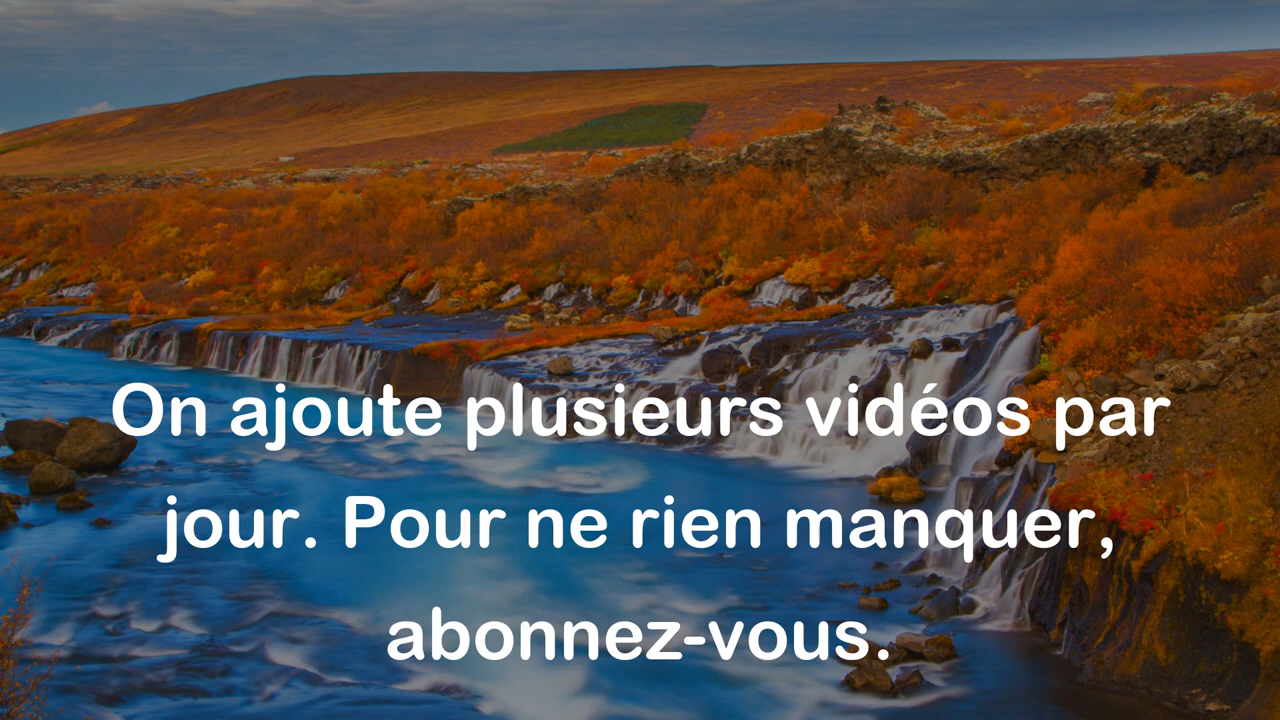 On ajoute plusieurs vidéos par
jour. Pour ne rien manquer,
abonnez-vous.